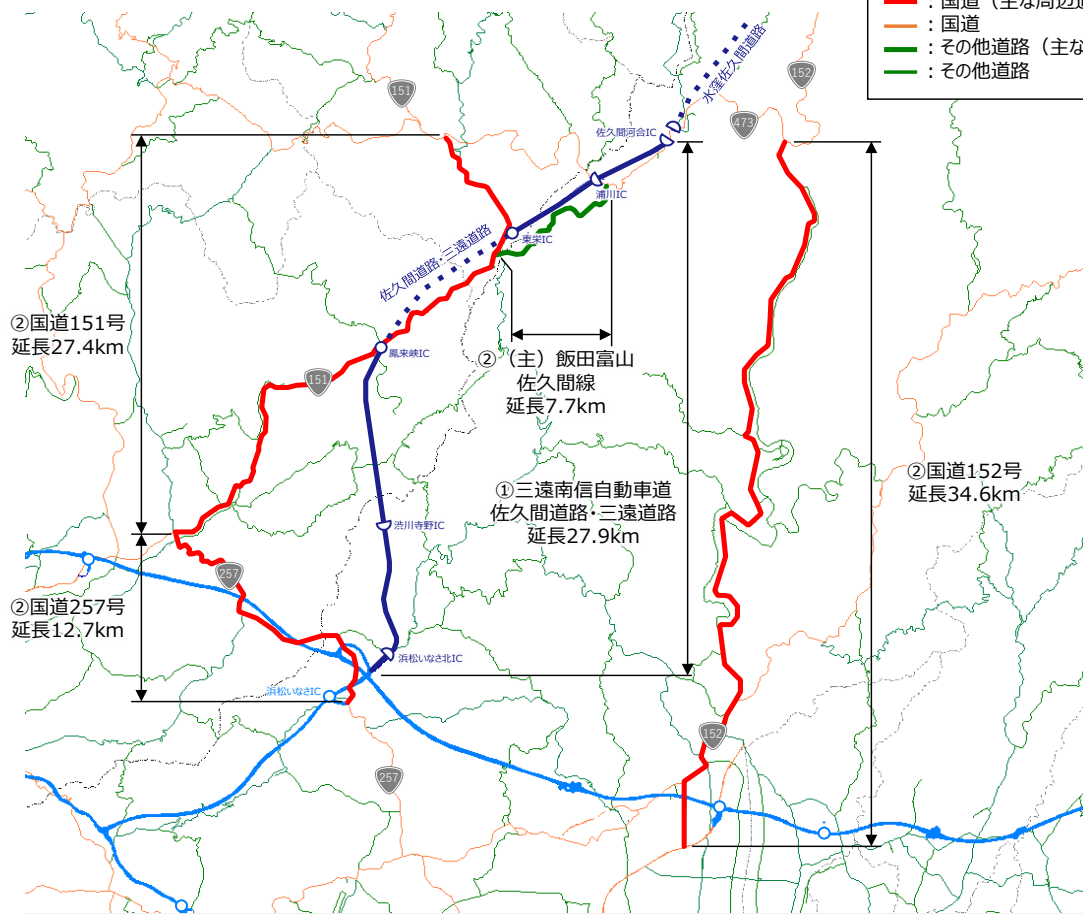 ：国道（主な周辺道
：国道
：その他道路（主な
：その他道路
水窪佐久間道路
151
152
473
佐久間河合IC
浦川IC
東栄IC
佐久間道路・三遠道路
②国道151号
延長27.4km
鳳来峡IC
②（主）飯田富山
佐久間線
延長7.7km
151
①三遠南信自動車道
佐久間道路・三遠道路
延長27.9km
②国道152号
延長34.6km
渋川寺野IC
257
②国道257号
延長12.7km
浜松いなさ北IC
浜松いなさIC
152
257